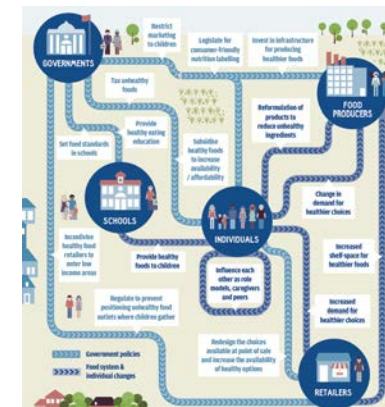 Restrict
marketing
to children
Legislate for
consumer-friendly
nutrition labelling
Invest in infrastructure
for producing
healthier foods
GOVERNMENTS
Tax unhealthy
foods
FOOD
PRODUCERS
Reformulation of
products to
reduce unhealthy
ingredients
Provide
healthy eating
education
Set food standards
in schools
Subsidise
healthy foods
to increase
availability
/ affordability
Change in
demand for
healthier choices
SCHOOLS
INDIVIDUALS
Incentivise
healthy food
retailers
to enter low
income areas
Provide healthy
foods to children
Increased
shelf-space for
healthier foods
Influence each
other as role
models, caregivers
and peers
Regulate to prevent
positioning unhealthy food
outlets where children gather
Increased
demand for
healthier choices
Redesign the choices
available at point of sale
and increase the availability
of healthy options
Government policies
Food system &
individual changes
RETAILERS